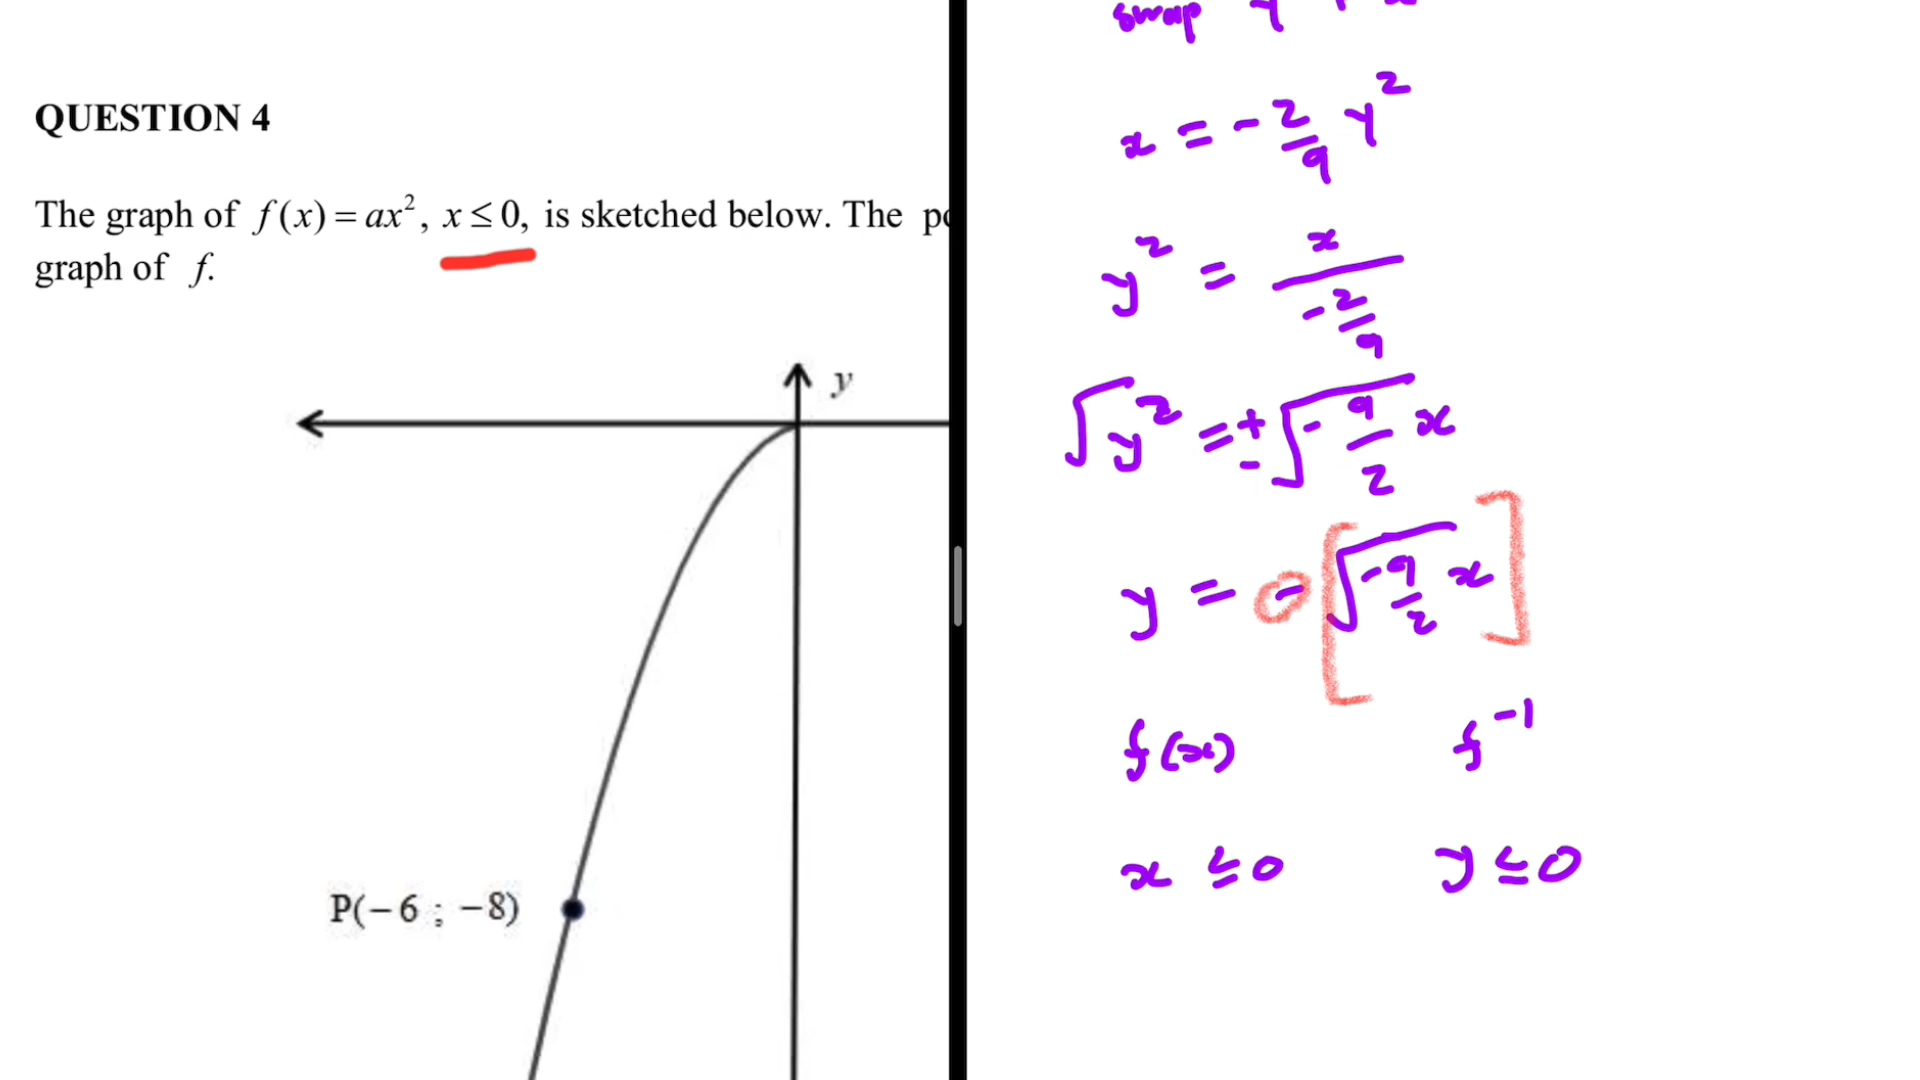 QUESTION 4
The graph of f(x) = ax², x ≤ 0, is sketched below. The
graph of f.
y
P(−6 ; −8)
swap
x = -2/9 y²
y² = x/(-2/9)
√y² = ±√(-9/2 x)
y = -[√(-9/2 x)]
f(x) f⁻¹
x ≤ 0 y ≤ 0